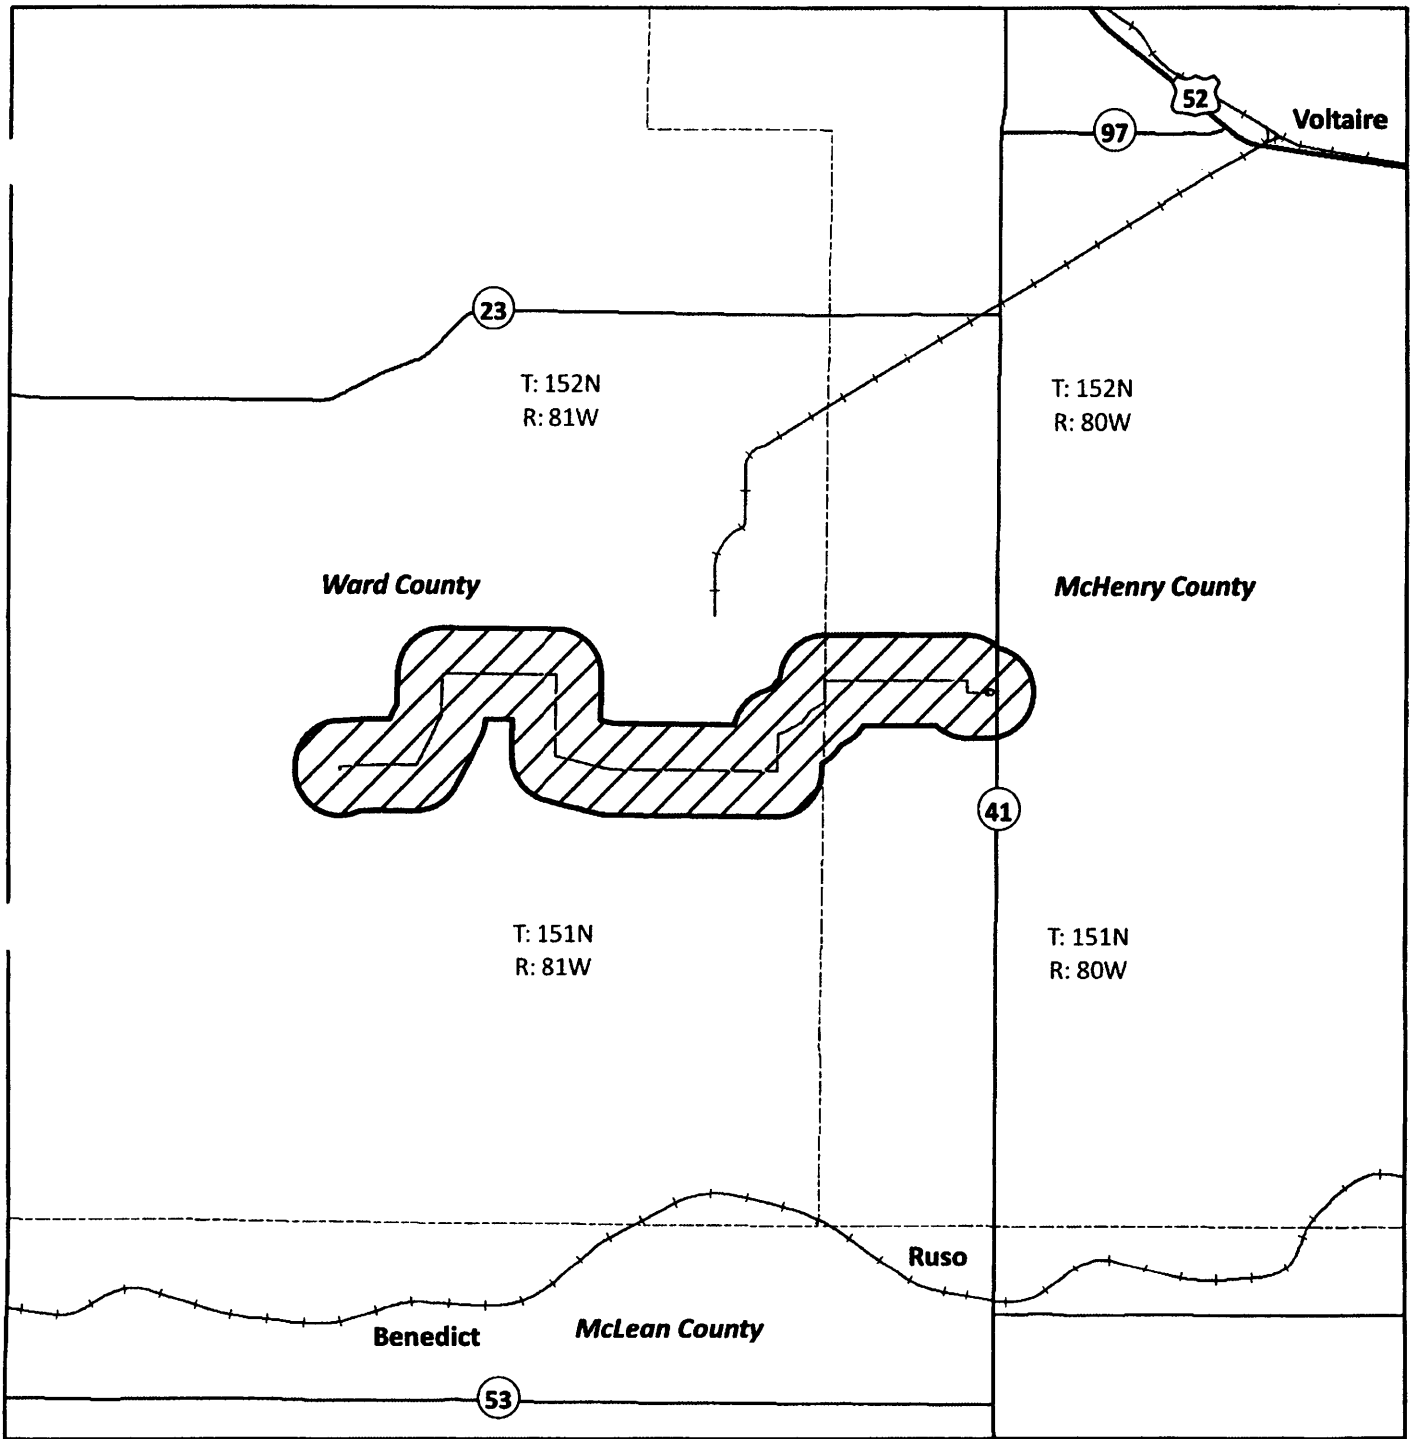 52
Voltaire
97
23
T: 152N
R: 81W
T: 152N
R: 80W
Ward County
McHenry County
41
T: 151N
R: 81W
T: 151N
R: 80W
Ruso
Benedict
McLean County
53